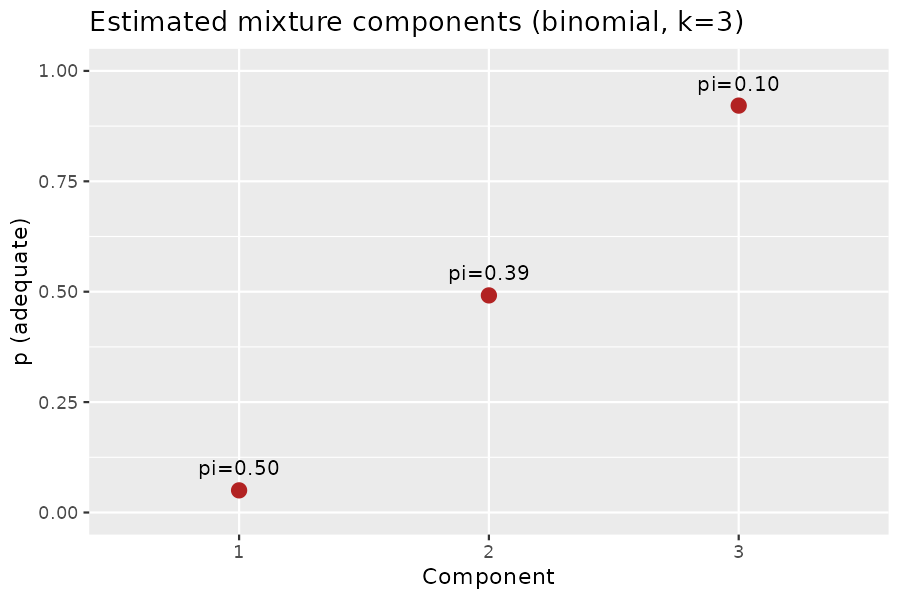 Estimated mixture components (binomial, k=3)
1.00
pi=0.10
0.75
p (adequate)
pi=0.39
0.50
0.25
pi=0.50
0.00
1
2
3
Component